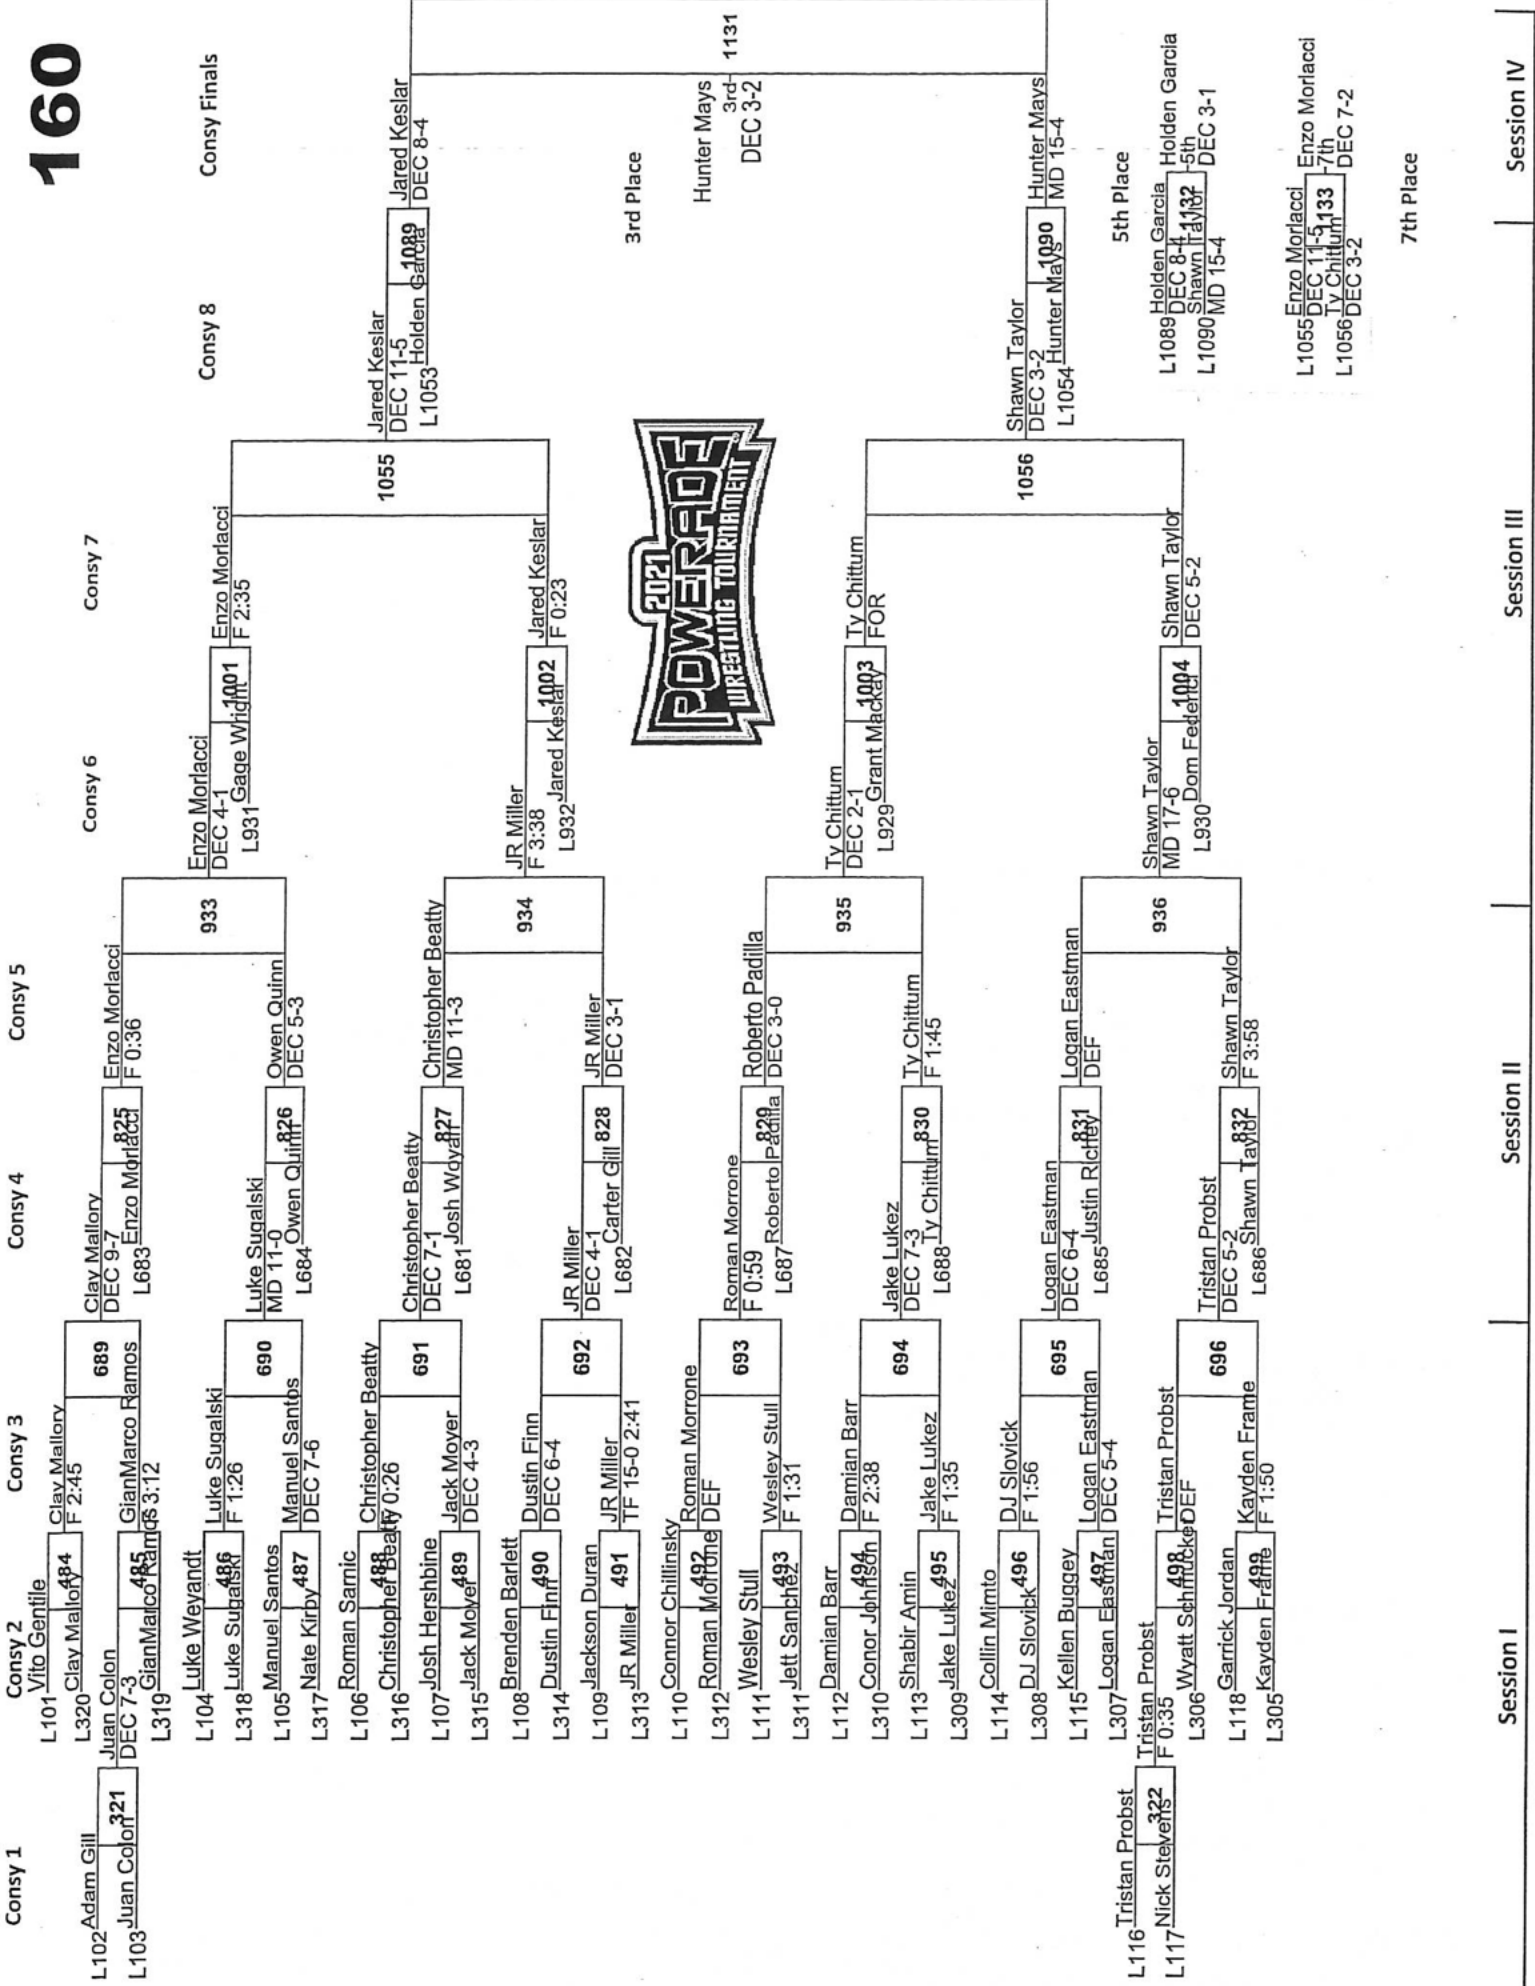 160
Consy 1
Consy 2
Consy 3
Consy 4
Consy 5
Consy 6
Consy 7
Consy 8
Consy Finals
L102 Adam Gill
321
L103 Juan Colon
L116 Tristan Probst
322
L117 Nick Stevens
L101 Vito Gentile
484
L320 Clay Mallory
Juan Colon
DEC 7-3
485
GianMarco Ramos
L319
L104 Luke Weyandt
486
L318 Luke Sugalski
L105 Manuel Santos
487
L317 Nate Kirby
L106 Roman Sarnic
488
L316 Christopher Beatty
L107 Josh Hershbine
489
L315 Jack Moyer
L108 Brenden Barlett
490
L314 Dustin Finn
L109 Jackson Duran
491
L313 JR Miller
L110 Connor Chillinsky
492
L312 Roman Morrone
L111 Wesley Stull
493
L311 Jett Sanchez
L112 Damian Barr
494
L310 Conor Johnson
L113 Shabir Amin
495
L309 Jake Lukez
L114 Collin Minto
496
L308 DJ Slovick
L115 Kellen Buggey
497
L307 Logan Eastman
Tristan Probst
F 0:35
498
L306 Wyatt Schmucker
L118 Garrick Jordan
499
L305 Kayden Frame
Clay Mallory
F 2:45
689
GianMarco Ramos
F 3:12
Luke Sugalski
F 1:26
690
Manuel Santos
DEC 7-6
Christopher Beatty
F 0:26
691
Jack Moyer
DEC 4-3
Dustin Finn
DEC 6-4
692
JR Miller
TF 15-0 2:41
Roman Morrone
DEF
693
Wesley Stull
F 1:31
Damian Barr
F 2:38
694
Jake Lukez
F 1:35
DJ Slovick
F 1:56
695
Logan Eastman
DEC 5-4
Tristan Probst
DEF
696
Kayden Frame
F 1:50
Clay Mallory
DEC 9-7
825
L683 Enzo Morlacci
Luke Sugalski
MD 11-0
826
L684 Owen Quinn
Christopher Beatty
DEC 7-1
827
L681 Josh Woyan
JR Miller
DEC 4-1
828
L682 Carter Gill
Roman Morrone
F 0:59
829
L687 Roberto Padilla
Jake Lukez
DEC 7-3
830
L688 Ty Chittum
Logan Eastman
DEC 6-4
831
L685 Justin Richey
Tristan Probst
DEC 5-2
832
L686 Shawn Taylor
Enzo Morlacci
F 0:36
933
Owen Quinn
DEC 5-3
Christopher Beatty
MD 11-3
934
JR Miller
DEC 3-1
Roberto Padilla
DEC 3-0
935
Ty Chittum
F 1:45
Logan Eastman
DEF
936
Shawn Taylor
F 3:58
Enzo Morlacci
DEC 4-1
1001
L931 Gage Wright
JR Miller
F 3:38
1002
L932 Jared Keslar
Ty Chittum
DEC 2-1
1003
L929 Grant Mackay
Shawn Taylor
MD 17-6
1004
L930 Dom Federici
Enzo Morlacci
F 2:35
1055
Jared Keslar
F 0:23
Ty Chittum
FOR
1056
Shawn Taylor
DEC 5-2
2021
POWERADE
WRESTLING TOURNAMENT
Jared Keslar
DEC 11-5
1089
L1053 Holden Garcia
Shawn Taylor
DEC 3-2
1090
L1054 Hunter Mays
Jared Keslar
DEC 8-4
1131
Hunter Mays
MD 15-4
Hunter Mays
3rd
DEC 3-2
3rd Place
5th Place
L1089 Holden Garcia
DEC 8-4
1132
Shawn Taylor
L1090 MD 15-4
Holden Garcia
5th
DEC 3-1
L1055 Enzo Morlacci
DEC 11-5
1133
Ty Chittum
L1056 DEC 3-2
Enzo Morlacci
7th
DEC 7-2
7th Place
Session I
Session II
Session III
Session IV